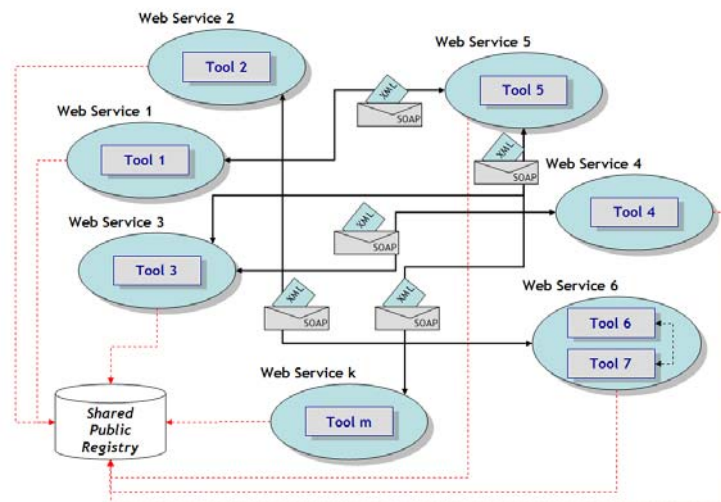 Web Service 2
Tool 2
Web Service 5
Tool 5
XML
SOAP
Web Service 1
Tool 1
XML
SOAP
Web Service 4
Tool 4
Web Service 3
Tool 3
XML
SOAP
XML
SOAP
XML
SOAP
Web Service 6
Tool 6
Tool 7
Web Service k
Tool m
Shared
Public
Registry